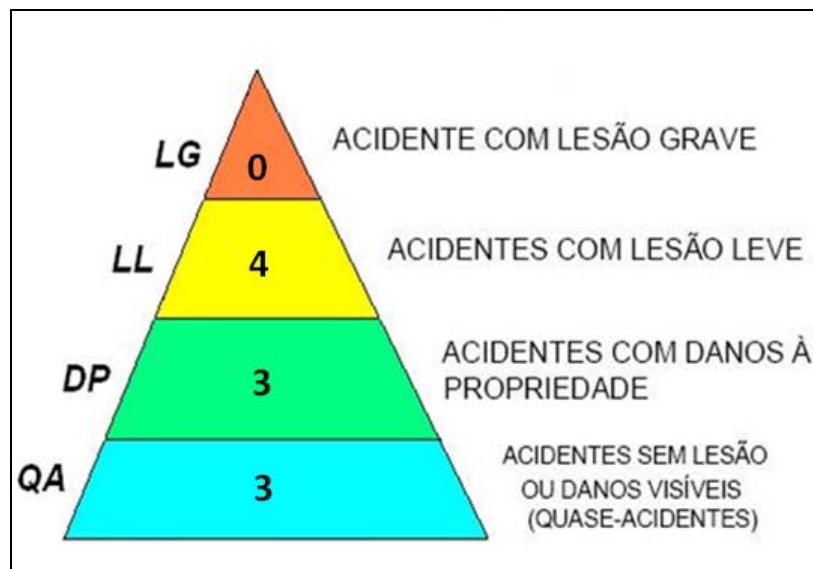 LG
0
ACIDENTE COM LESÃO GRAVE
LL
4
ACIDENTES COM LESÃO LEVE
DP
3
ACIDENTES COM DANOS À
PROPRIEDADE
QA
3
ACIDENTES SEM LESÃO
OU DANOS VISÍVEIS
(QUASE-ACIDENTES)